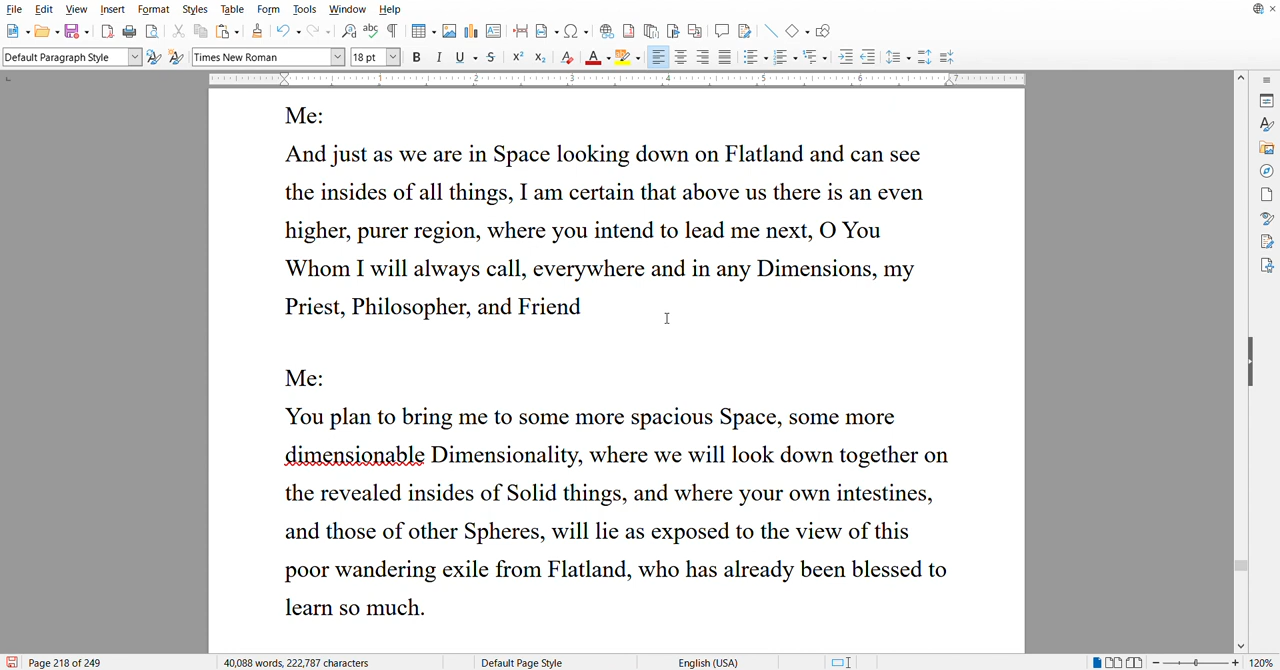 File Edit View Insert Format Styles Table Form Tools Window Help
Default Paragraph Style Times New Roman 18 pt
1 2 3 4 5 6 7
Me:
And just as we are in Space looking down on Flatland and can see
the insides of all things, I am certain that above us there is an even
higher, purer region, where you intend to lead me next, O You
Whom I will always call, everywhere and in any Dimensions, my
Priest, Philosopher, and Friend
Me:
You plan to bring me to some more spacious Space, some more
dimensionable Dimensionality, where we will look down together on
the revealed insides of Solid things, and where your own intestines,
and those of other Spheres, will lie as exposed to the view of this
poor wandering exile from Flatland, who has already been blessed to
learn so much.
Page 218 of 249 40,088 words, 222,787 characters Default Page Style English (USA) 120%